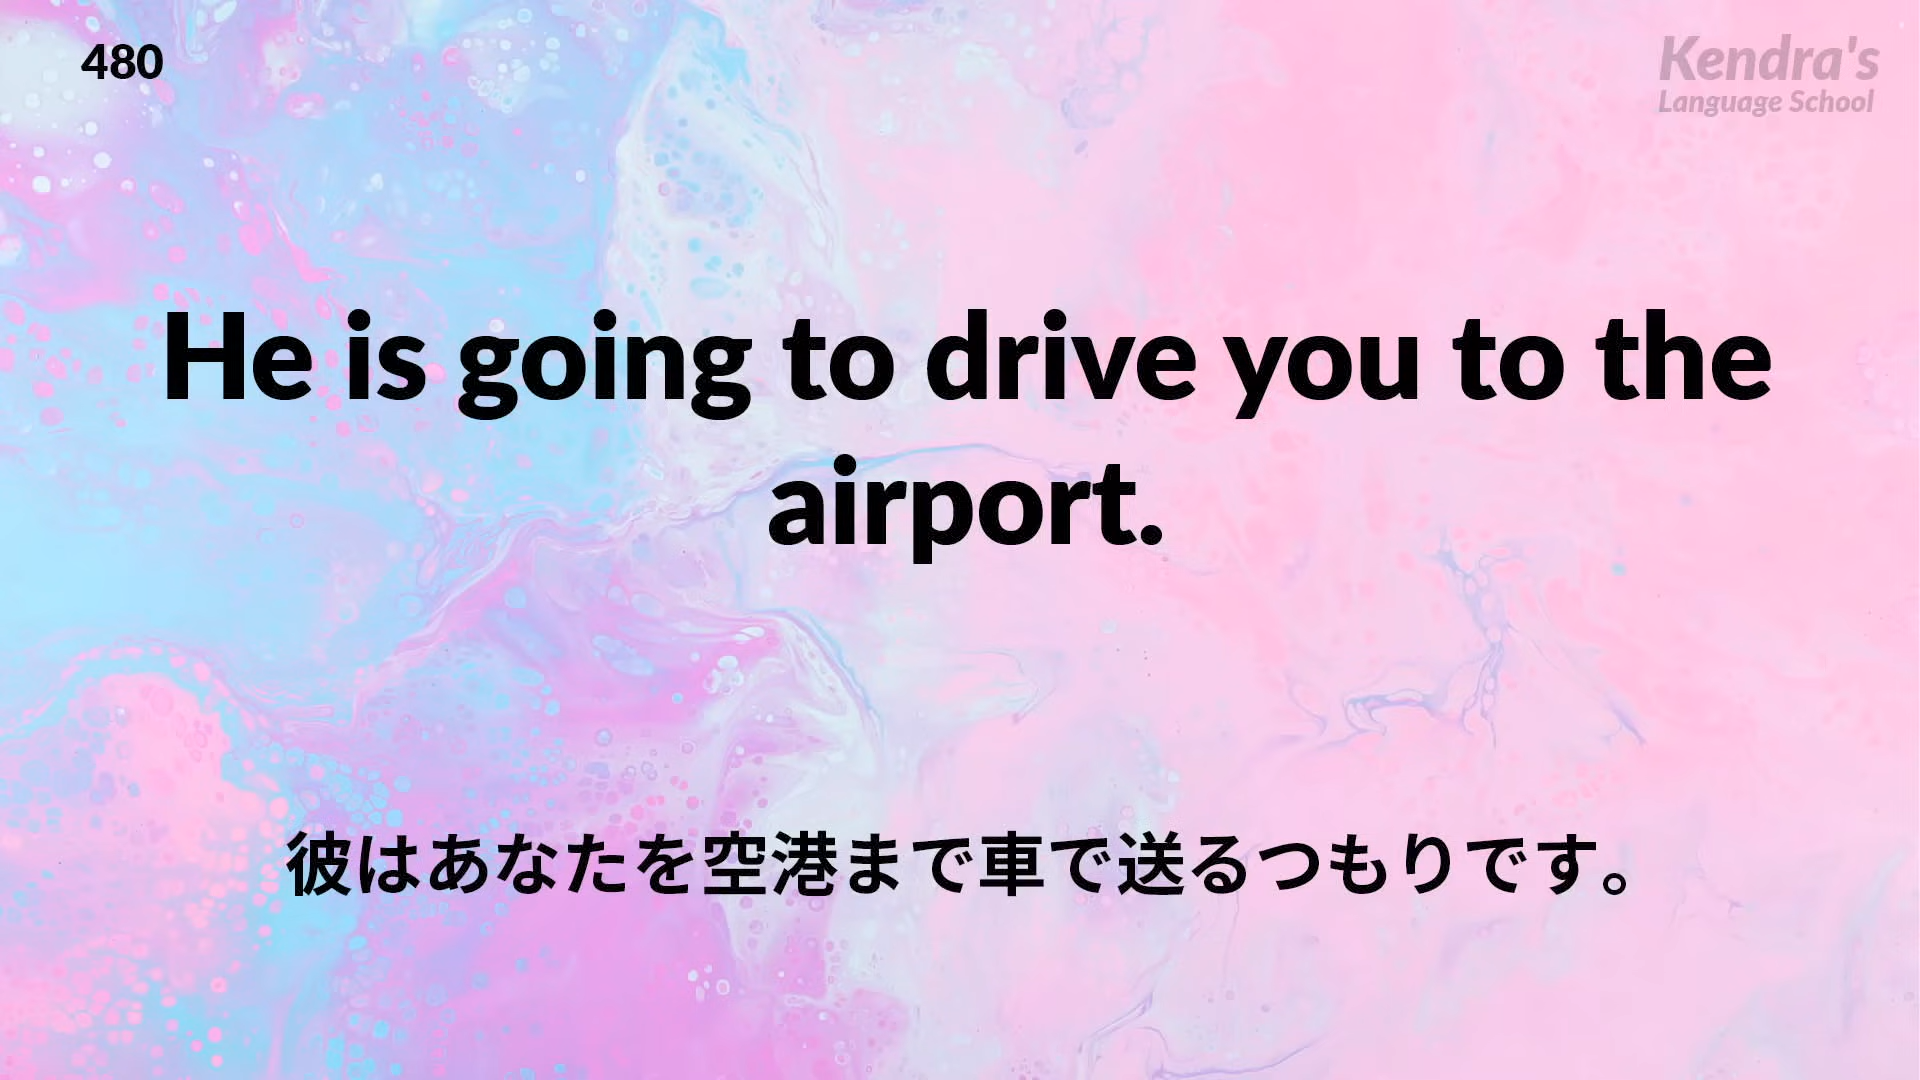 480
Kendra's
Language School
He is going to drive you to the
airport.
彼はあなたを空港まで車で送るつもりです。